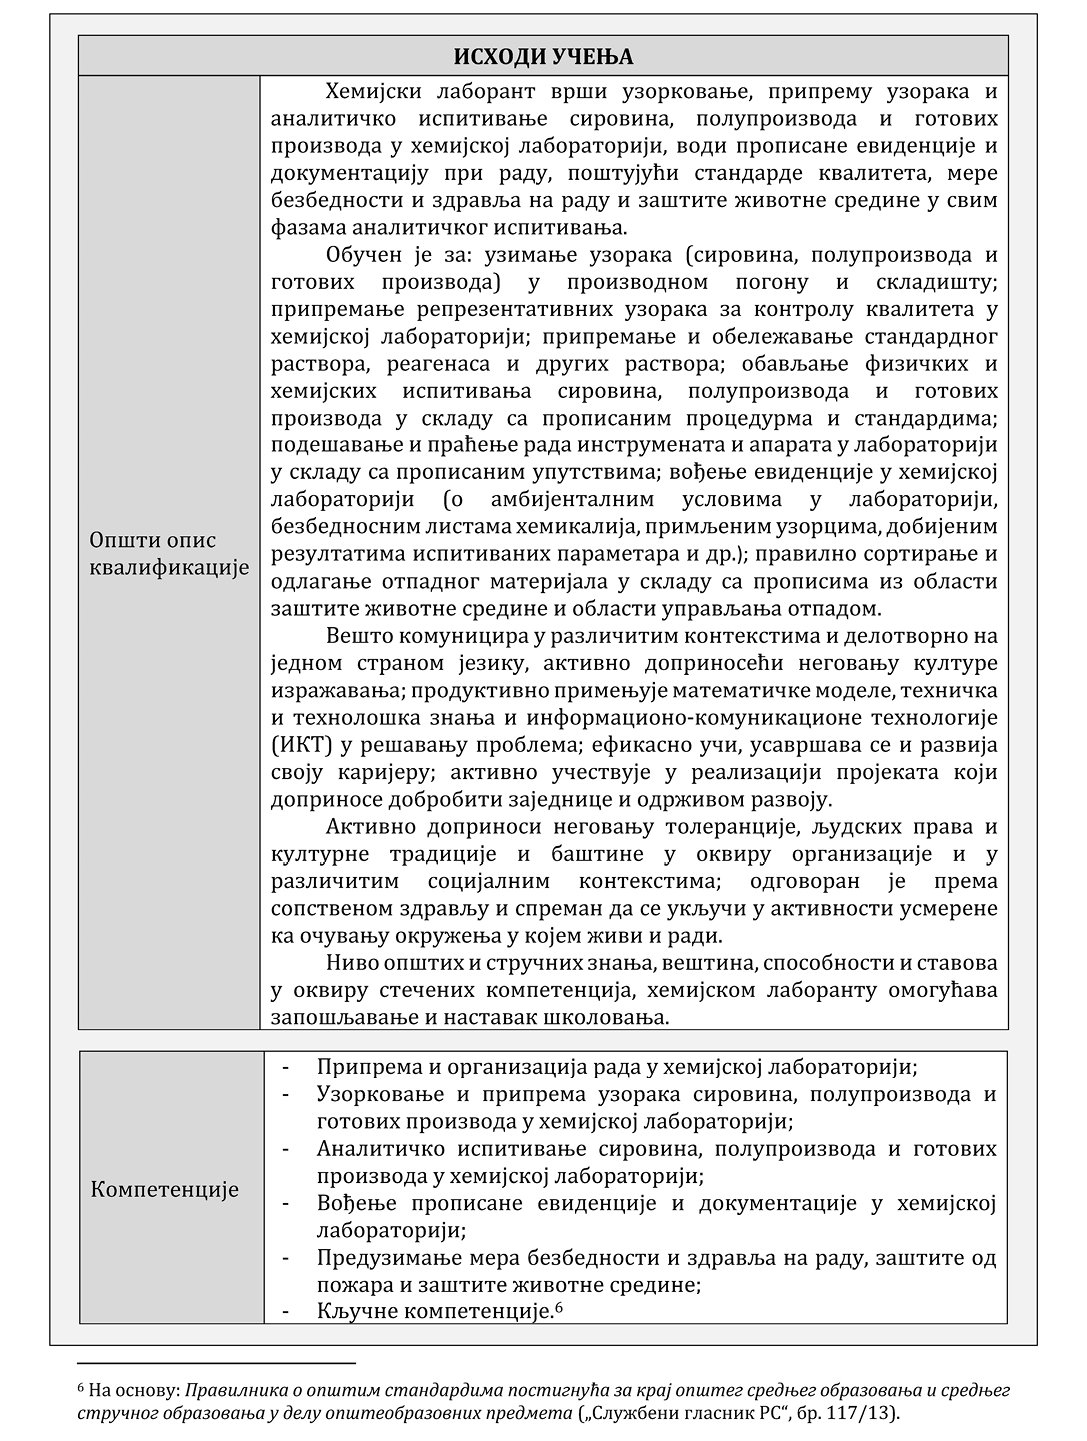 ИСХОДИ УЧЕЊА
Општи опис
квалификације
Хемијски лаборант врши узорковање, припрему узорака и
аналитичко испитивање сировина, полупроизвода и готових
производа у хемијској лабораторији, води прописане евиденције и
документацију при раду, поштујући стандарде квалитета, мере
безбедности и здравља на раду и заштите животне средине у свим
фазама аналитичког испитивања.
Обучен је за: узимање узорака (сировина, полупроизвода и
готових производа) у производном погону и складишту;
припремање репрезентативних узорака за контролу квалитета у
хемијској лабораторији; припремање и обележавање стандардног
раствора, реагенаса и других раствора; обављање физичких и
хемијских испитивања сировина, полупроизвода и готових
производа у складу са прописаним процедурма и стандардима;
подешавање и праћење рада инструмената и апарата у лабораторији
у складу са прописаним упутствима; вођење евиденције у хемијској
лабораторији (о амбијенталним условима у лабораторији,
безбедносним листама хемикалија, примљеним узорцима, добијеним
резултатима испитиваних параметара и др.); правилно сортирање и
одлагање отпадног материјала у складу са прописима из области
заштите животне средине и области управљања отпадом.
Вешто комуницира у различитим контекстима и делотворно на
једном страном језику, активно доприносећи неговању културе
изражавања; продуктивно примењује математичке моделе, техничка
и технолошка знања и информационо-комуникационе технологије
(ИКТ) у решавању проблема; ефикасно учи, усавршава се и развија
своју каријеру; активно учествује у реализацији пројеката који
доприносе добробити заједнице и одрживом развоју.
Активно доприноси неговању толеранције, људских права и
културне традиције и баштине у оквиру организације и у
различитим социјалним контекстима; одговоран је према
сопственом здрављу и спреман да се укључи у активности усмерене
ка очувању окружења у којем живи и ради.
Ниво општих и стручних знања, вештина, способности и ставова
у оквиру стечених компетенција, хемијском лаборанту омогућава
запошљавање и наставак школовања.
Компетенције
- Припрема и организација рада у хемијској лабораторији;
- Узорковање и припрема узорака сировина, полупроизвода и
готових производа у хемијској лабораторији;
- Аналитичко испитивање сировина, полупроизвода и готових
производа у хемијској лабораторији;
- Вођење прописане евиденције и документације у хемијској
лабораторији;
- Предузимање мера безбедности и здравља на раду, заштите од
пожара и заштите животне средине;
- Кључне компетенције.⁶
⁶ На основу: Правилника о општим стандардима постигнућа за крај општег средњег образовања и средњег
стручног образовања у делу општеобразовних предмета („Службени гласник РС“, бр. 117/13).